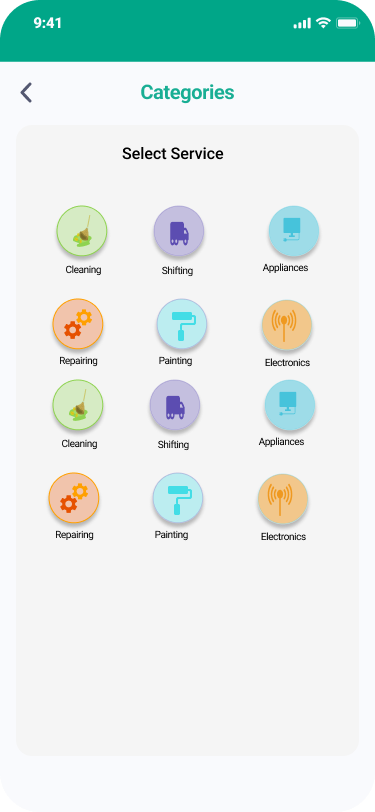 9:41
Categories
Select Service
Cleaning Shifting Appliances
Repairing Painting Electronics
Cleaning Shifting Appliances
Repairing Painting Electronics